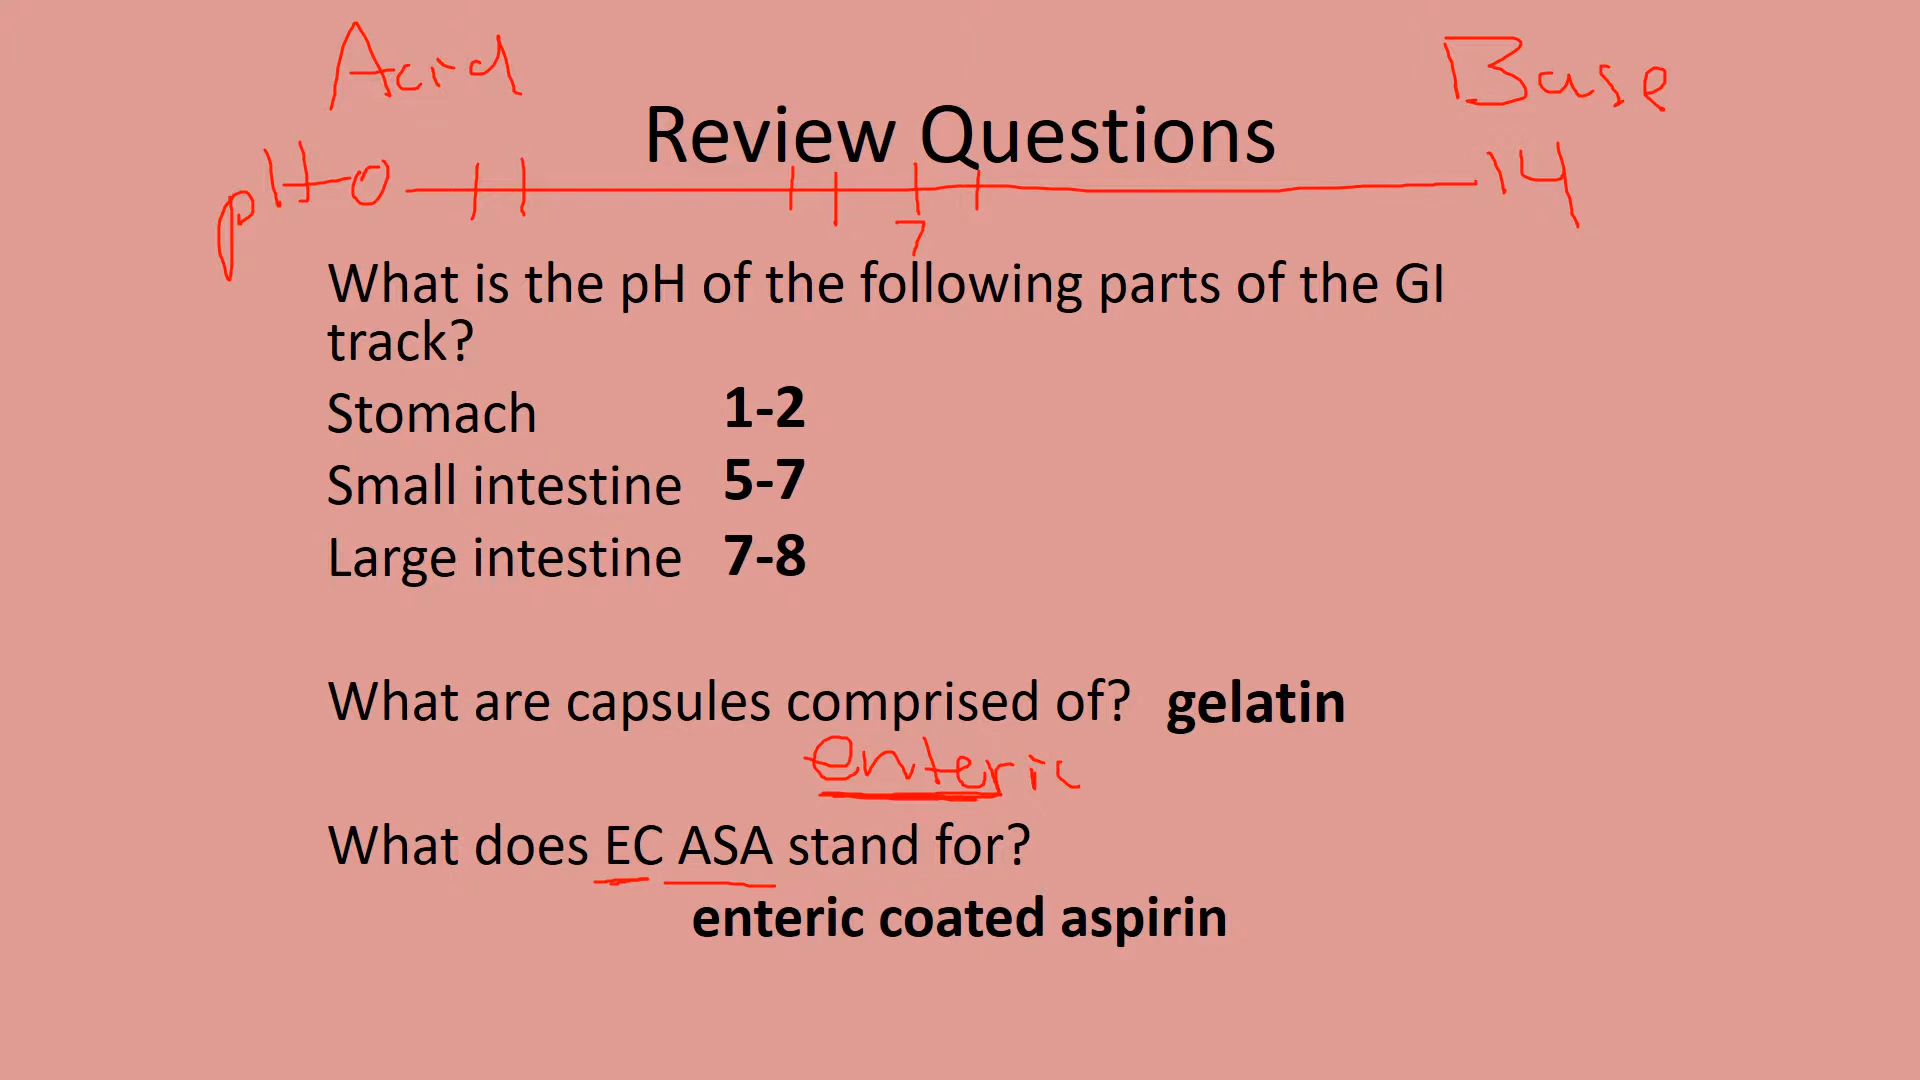 Acid Base
Review Questions
pH 0 14
7
What is the pH of the following parts of the GI
track?
Stomach 1-2
Small intestine 5-7
Large intestine 7-8
What are capsules comprised of? gelatin
enteric
What does EC ASA stand for?
enteric coated aspirin